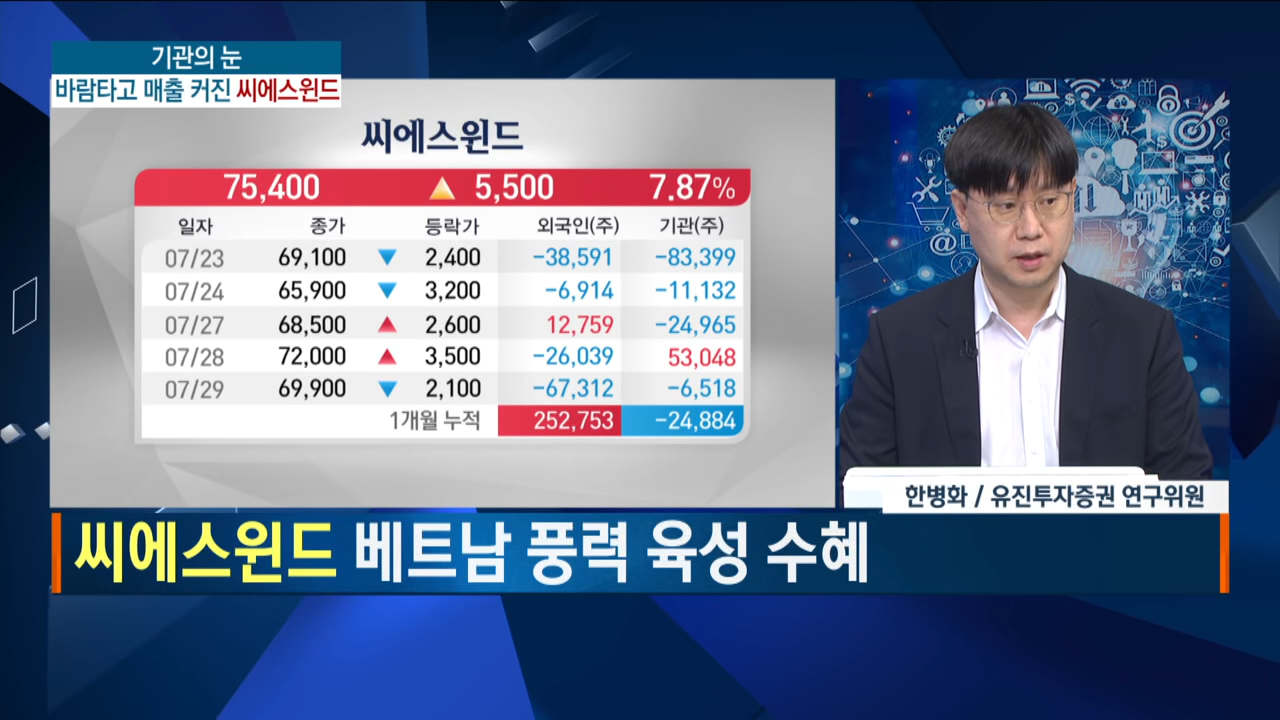 기관의 눈
바람타고 매출 커진 씨에스윈드
씨에스윈드
75,400 ▲ 5,500 7.87%
일자 종가 등락가 외국인(주) 기관(주)
07/23 69,100 ▼ 2,400 -38,591 -83,399
07/24 65,900 ▼ 3,200 -6,914 -11,132
07/27 68,500 ▲ 2,600 12,759 -24,965
07/28 72,000 ▲ 3,500 -26,039 53,048
07/29 69,900 ▼ 2,100 -67,312 -6,518
1개월 누적 252,753 -24,884
한병화 / 유진투자증권 연구위원
씨에스윈드 베트남 풍력 육성 수혜